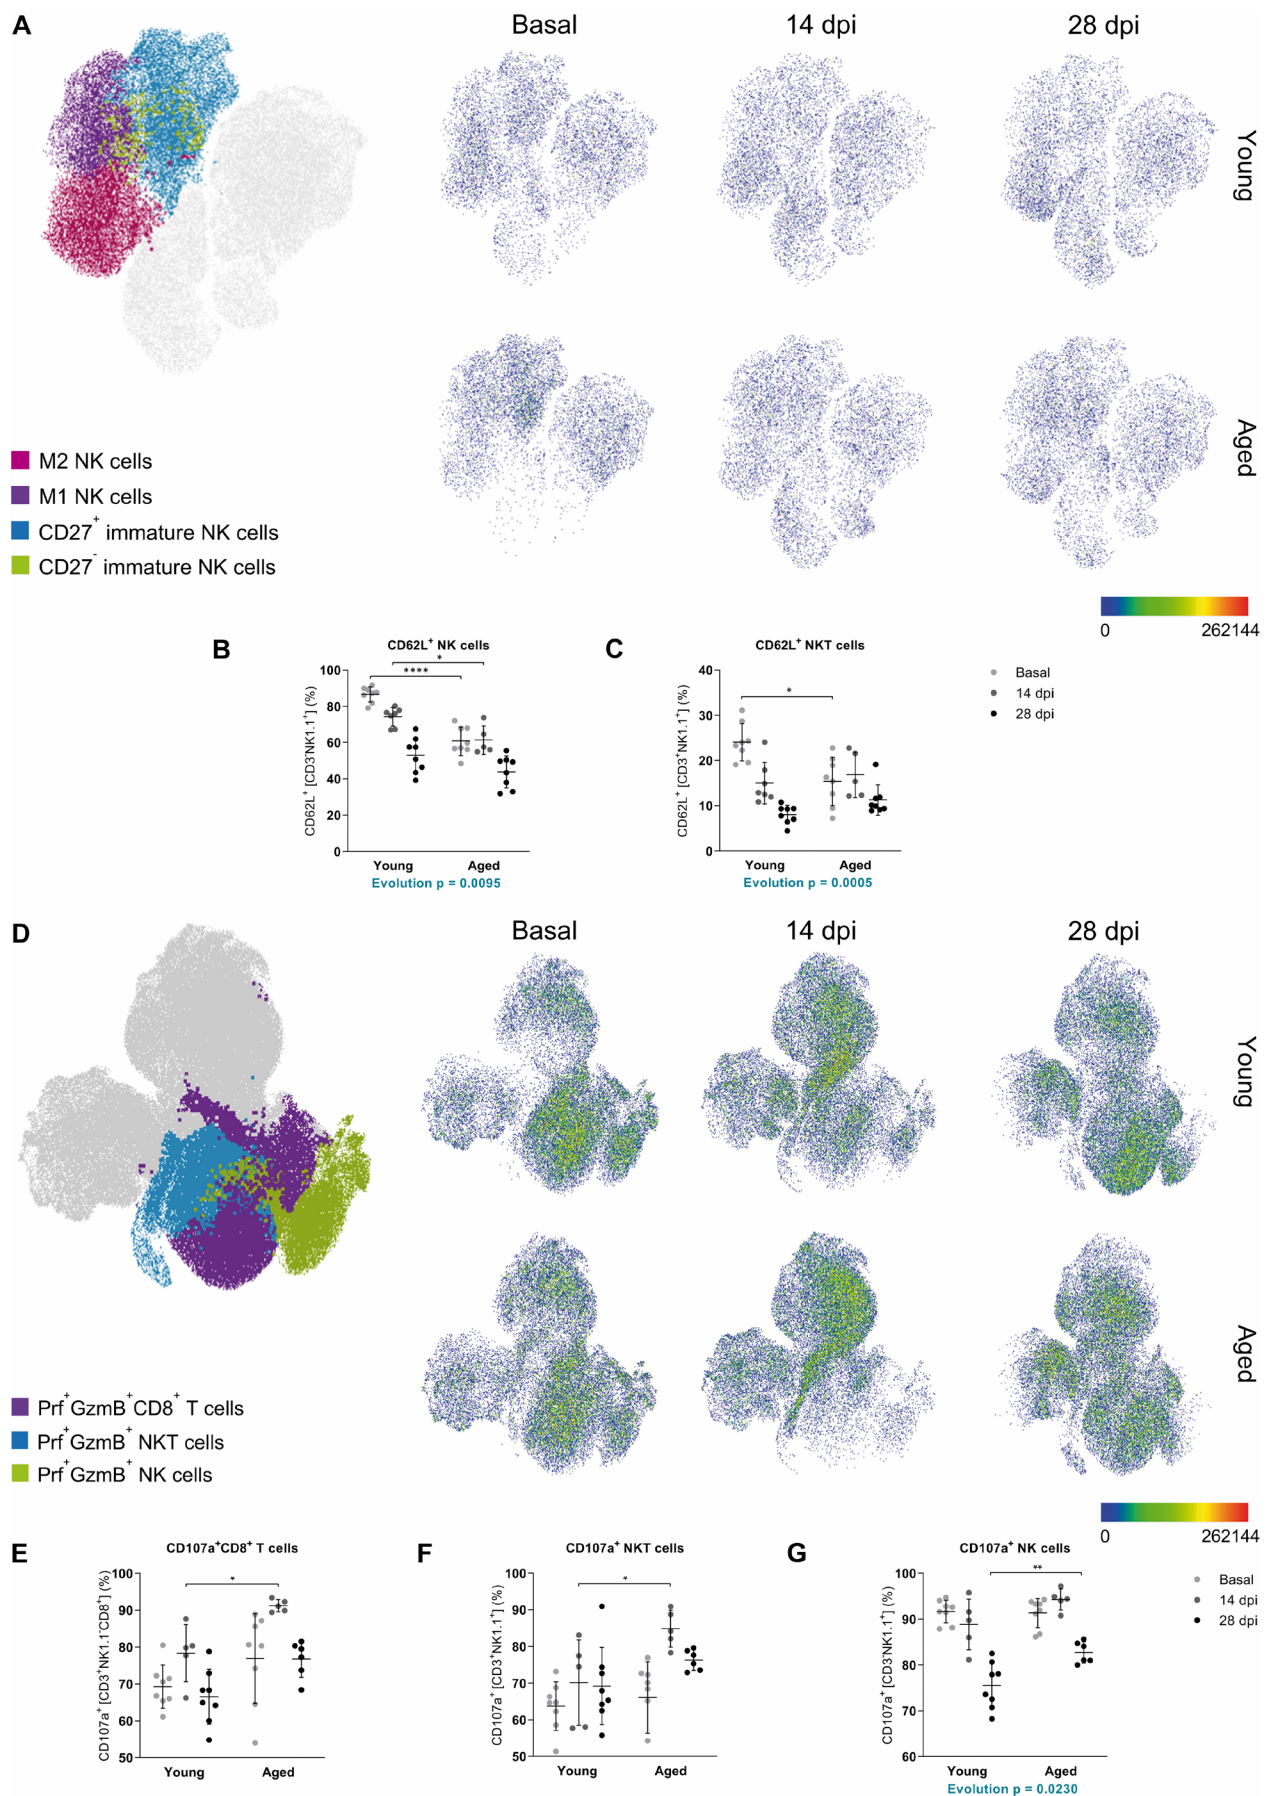 A
Basal
14 dpi
28 dpi
Young
Aged
M2 NK cells
M1 NK cells
CD27+ immature NK cells
CD27- immature NK cells
0
262144
B
CD62L+ NK cells
CD62L+ [CD3-NK1.1+] (%)
100
80
60
40
20
0
****
*
Young
Aged
Evolution p = 0.0095
C
CD62L+ NKT cells
CD62L+ [CD3+NK1.1+] (%)
40
30
20
10
0
*
Young
Aged
Evolution p = 0.0005
Basal
14 dpi
28 dpi
D
Basal
14 dpi
28 dpi
Young
Aged
Prf+GzmB+CD8+ T cells
Prf+GzmB+ NKT cells
Prf+GzmB+ NK cells
0
262144
E
CD107a+CD8+ T cells
CD107a+ [CD3+NK1.1-CD8+] (%)
100
90
80
70
60
50
*
Young
Aged
F
CD107a+ NKT cells
CD107a+ [CD3+NK1.1+] (%)
100
90
80
70
60
50
*
Young
Aged
G
CD107a+ NK cells
CD107a+ [CD3-NK1.1+] (%)
100
90
80
70
60
**
Young
Aged
Evolution p = 0.0230
Basal
14 dpi
28 dpi